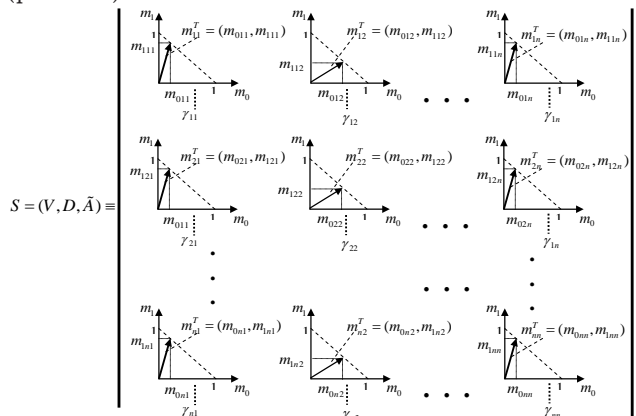 m₁ m₁ m₁
1 m₁₁ᵀ = (m₀₁₁, m₁₁₁) 1 m₁₂ᵀ = (m₀₁₂, m₁₁₂) 1 m₁ₙᵀ = (m₀₁ₙ, m₁₁ₙ)
m₁₁₁ m₁₁₂ m₁₁ₙ
m₀₁₁ 1 m₀ m₀₁₂ 1 m₀ • • • m₀₁ₙ 1 m₀
γ₁₁ γ₁₂ γ₁ₙ
m₁ m₁ m₁
1 m₂₁ᵀ = (m₀₂₁, m₁₂₁) 1 m₂₂ᵀ = (m₀₂₂, m₁₂₂) 1 m₂ₙᵀ = (m₀₂ₙ, m₁₂ₙ)
m₁₂₁ m₁₂₂ m₁₂ₙ
S = (V, D, Ã) ≡
m₀₁₁ 1 m₀ m₀₂₂ 1 m₀ • • • m₀₂ₙ 1 m₀
γ₂₁ γ₂₂ γ₁ₙ
• • •
m₁ m₁ m₁
1 mₙ₁ᵀ = (m₀ₙ₁, m₁ₙ₁) 1 mₙ₂ᵀ = (m₀ₙ₂, m₁ₙ₂) 1 mₙₙᵀ = (m₀ₙₙ, m₁ₙₙ)
m₁ₙ₁ m₁ₙ₂ m₁ₙₙ
m₀ₙ₁ 1 m₀ m₀ₙ₂ 1 m₀ • • • m₀ₙₙ 1 m₀
γₙ₁ γₙₙ